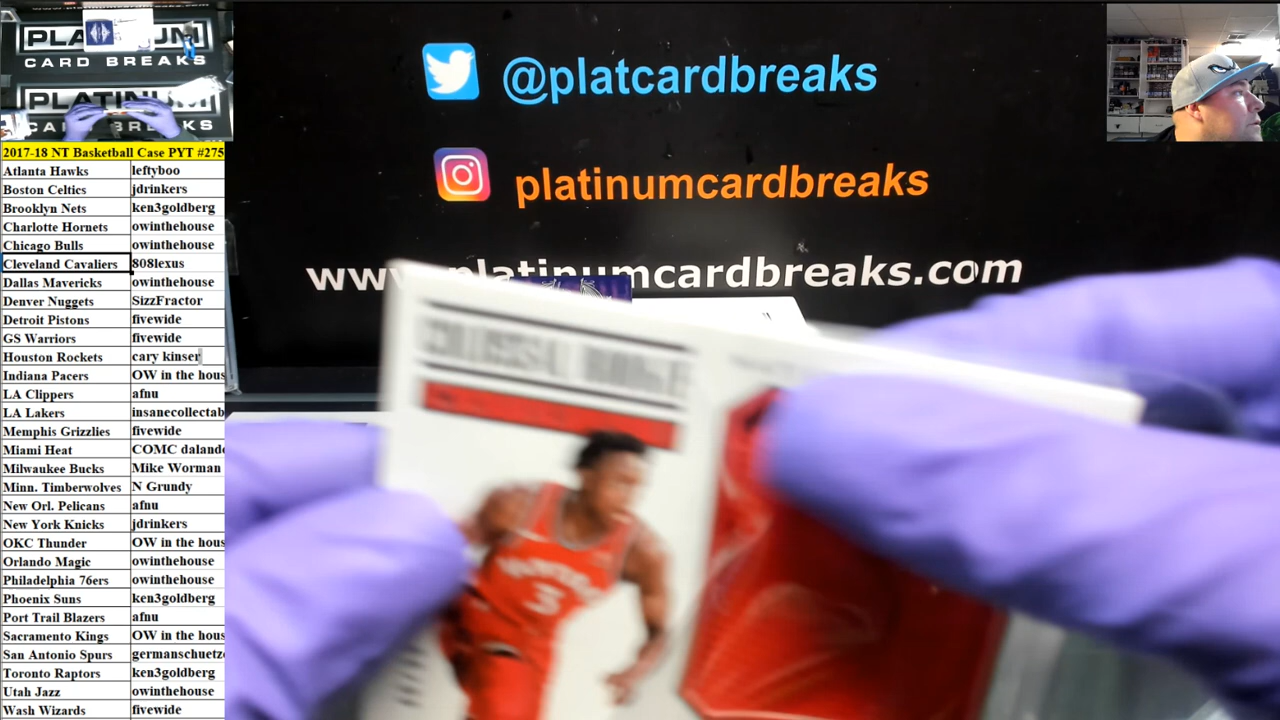 PLATINUM
CARD BREAKS
PLATINUM
CARD BREAKS
@platcardbreaks
platinumcardbreaks
www.platinumcardbreaks.com
2017-18 NT Basketball Case PYT #275
Atlanta Hawks leftyboo
Boston Celtics jdrinkers
Brooklyn Nets ken3goldberg
Charlotte Hornets owinthehouse
Chicago Bulls owinthehouse
Cleveland Cavaliers 808lexus
Dallas Mavericks owinthehouse
Denver Nuggets SizzFractor
Detroit Pistons fivewide
GS Warriors fivewide
Houston Rockets cary kinser
Indiana Pacers OW in the hous
LA Clippers afnu
LA Lakers insanecollectab
Memphis Grizzlies fivewide
Miami Heat COMC daland
Milwaukee Bucks Mike Worman
Minn. Timberwolves N Grundy
New Orl. Pelicans afnu
New York Knicks jdrinkers
OKC Thunder OW in the hous
Orlando Magic owinthehouse
Philadelphia 76ers owinthehouse
Phoenix Suns ken3goldberg
Port Trail Blazers afnu
Sacramento Kings OW in the hous
San Antonio Spurs germanschuetz
Toronto Raptors ken3goldberg
Utah Jazz owinthehouse
Wash Wizards fivewide
3